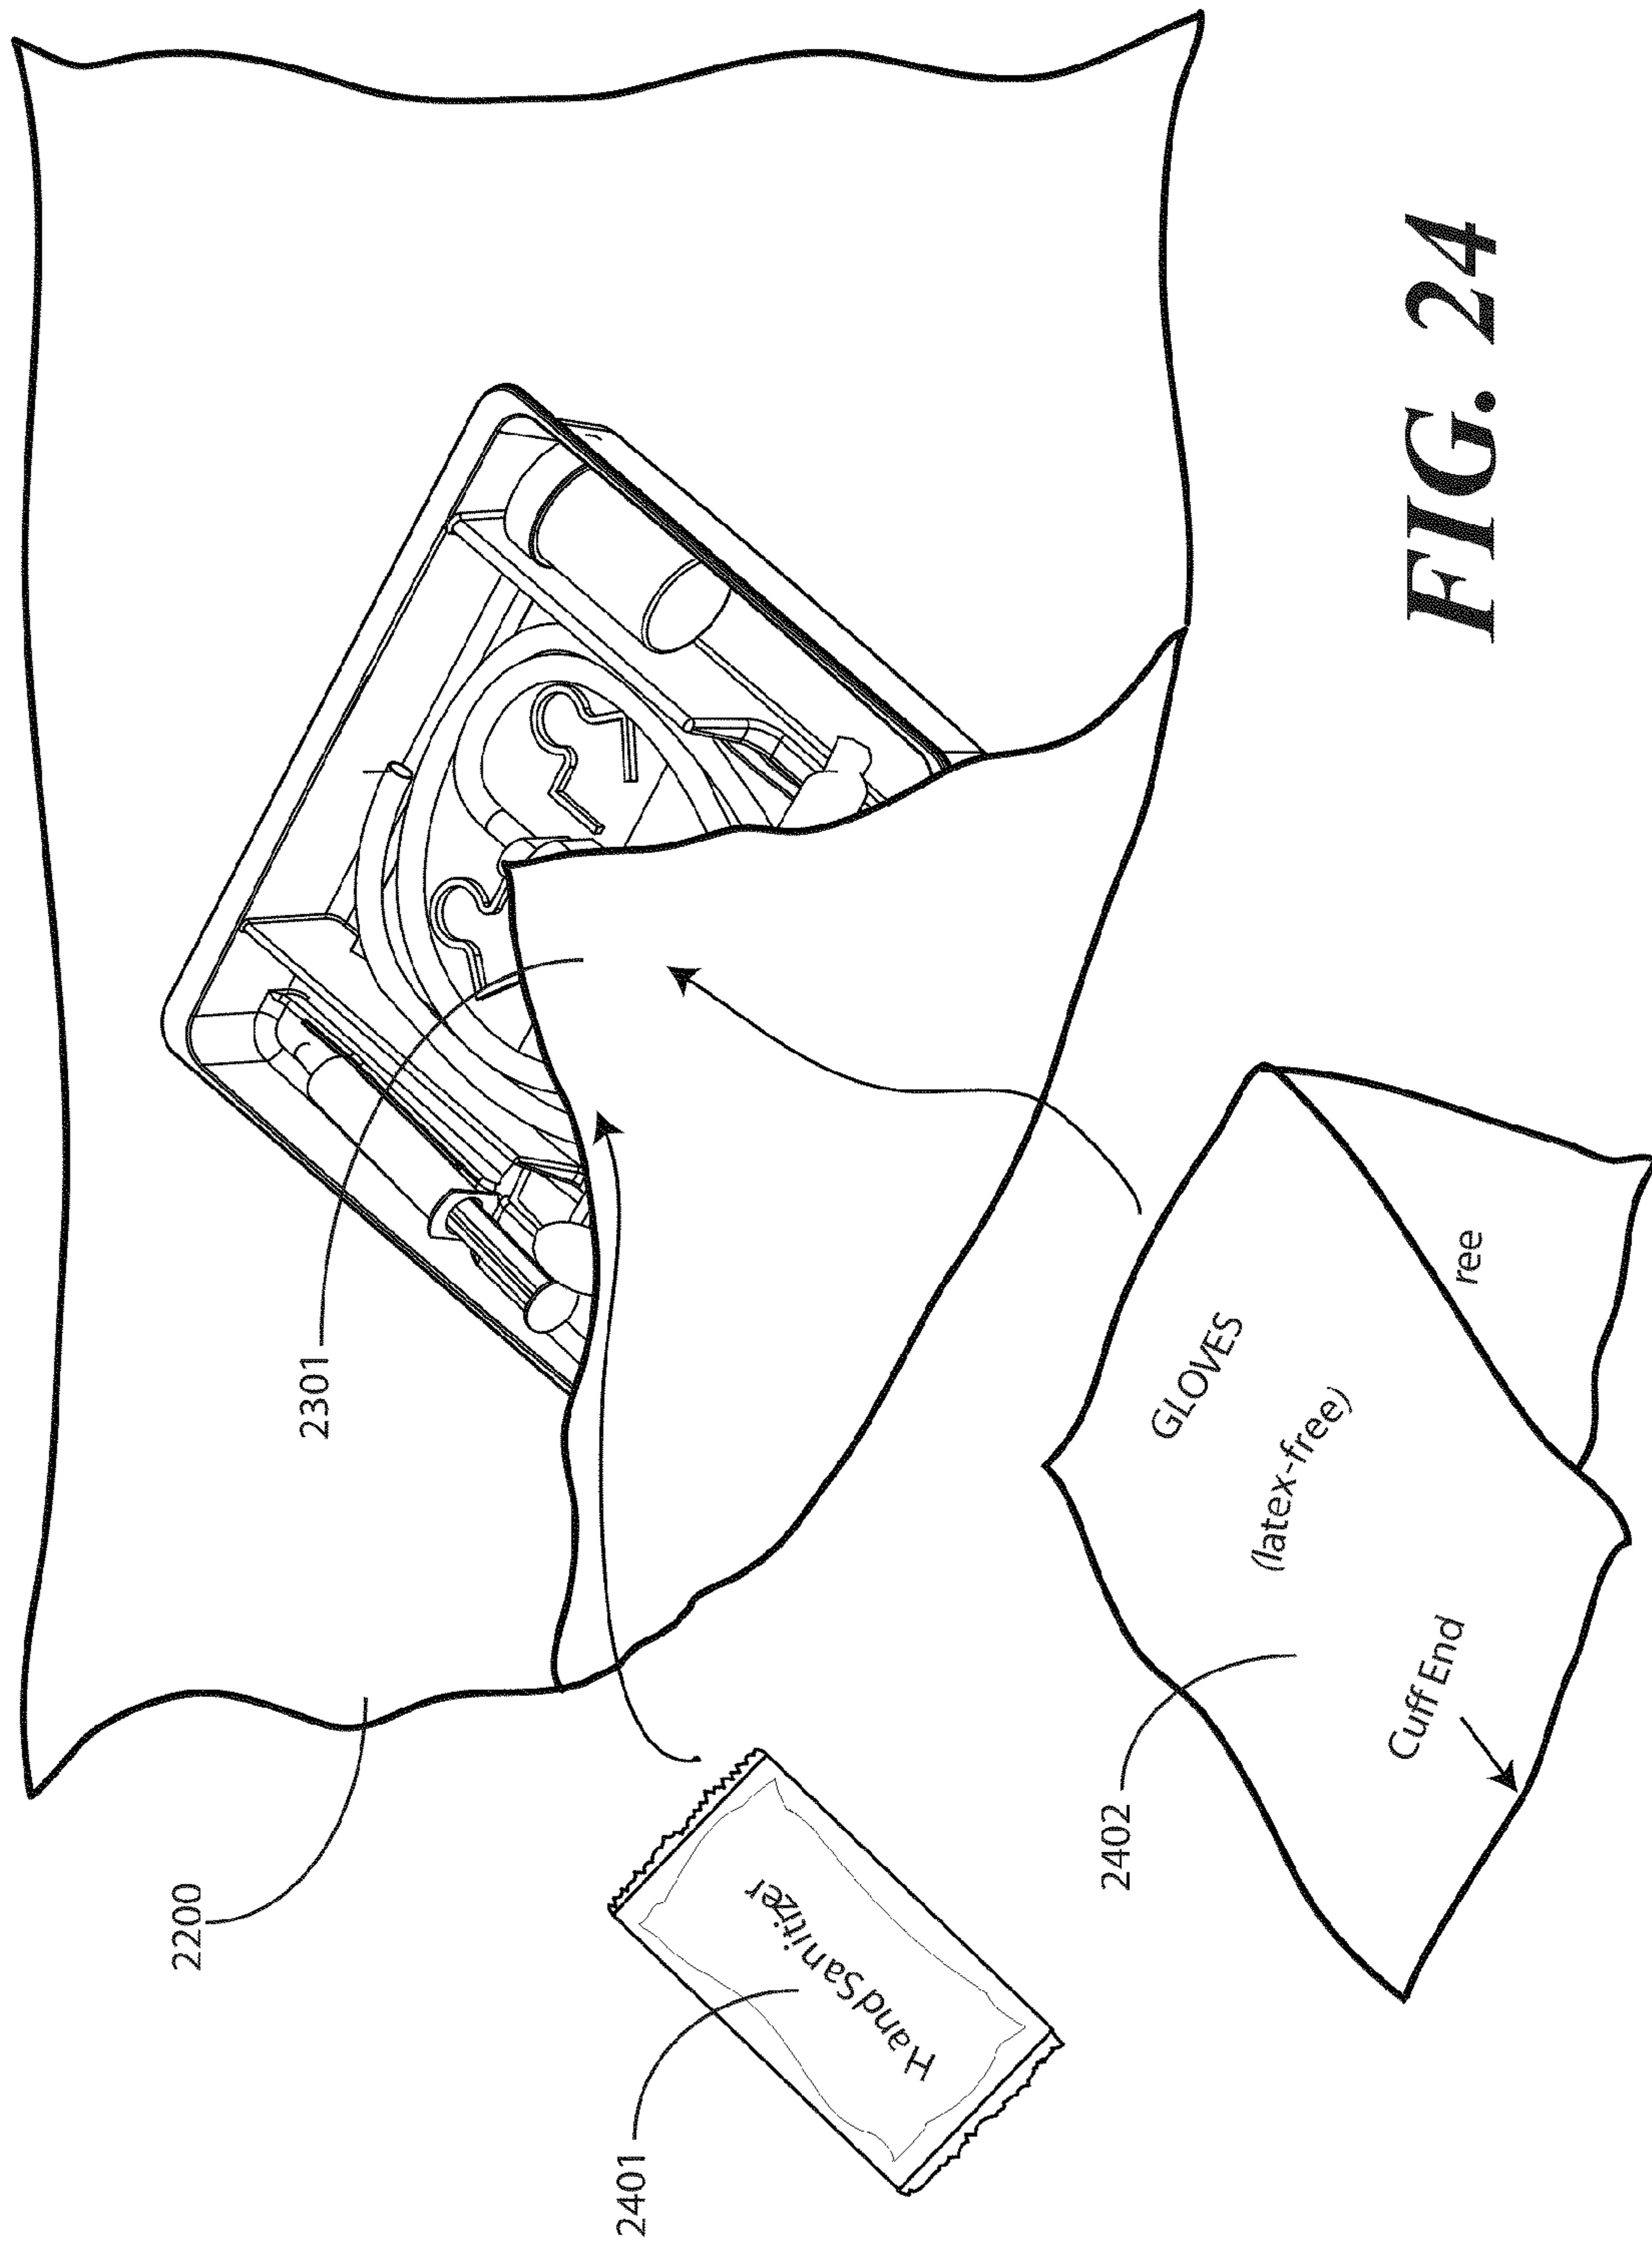 2200
2301
2401
Hand Sanitizer
2402
GLOVES
(latex-free)
Cuff End
ree
FIG. 24